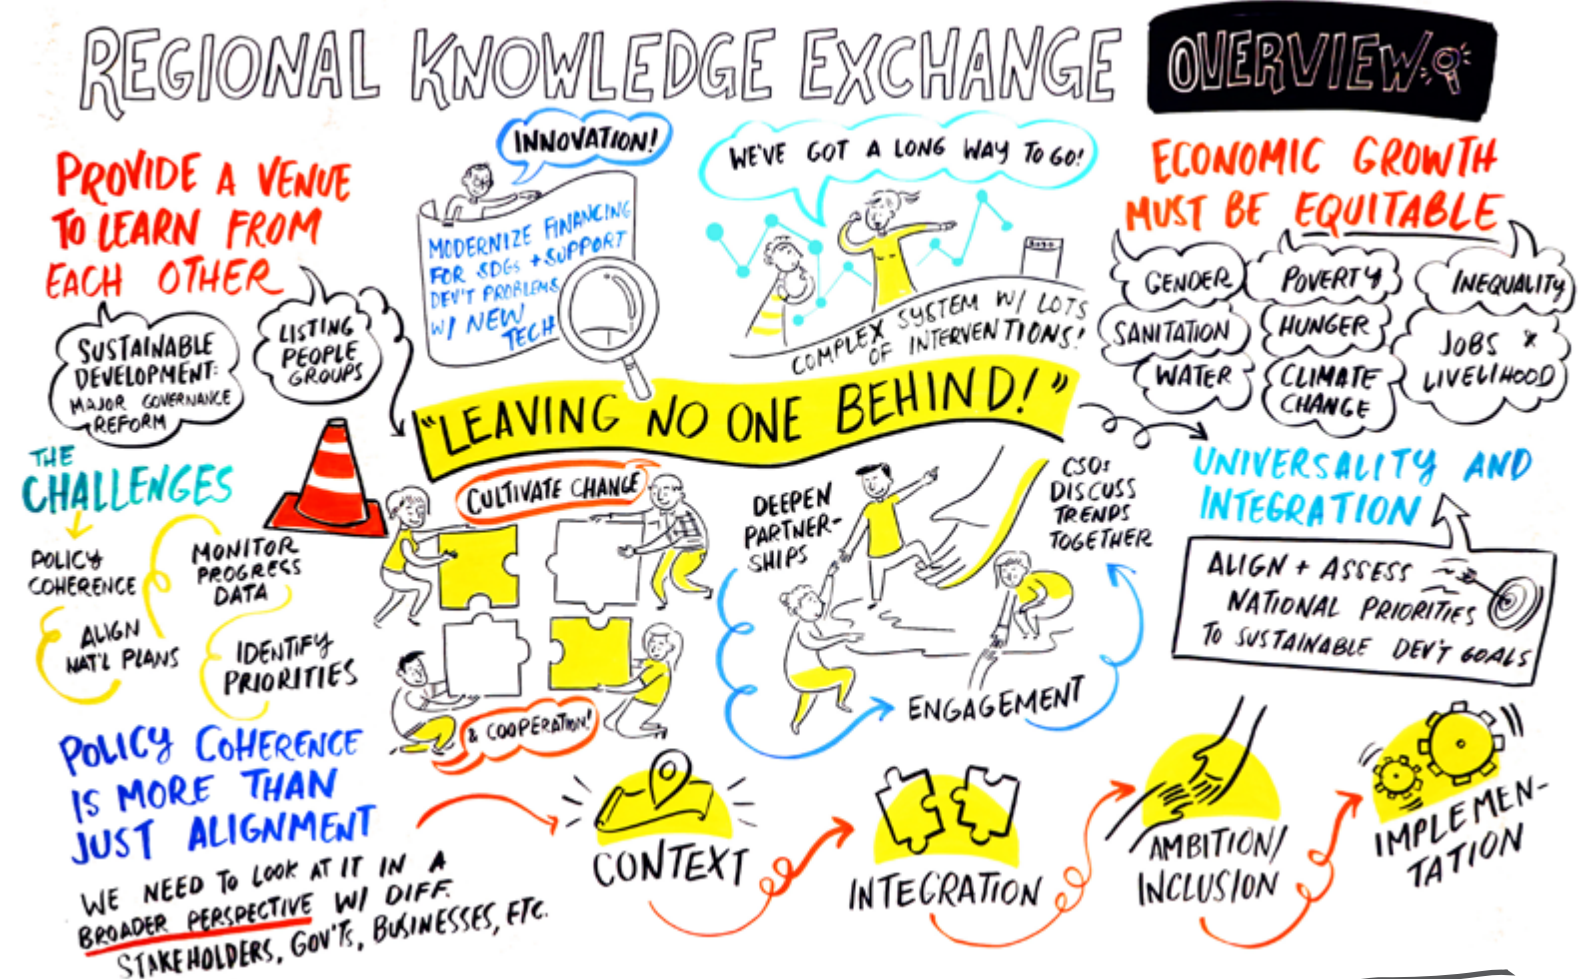 REGIONAL KNOWLEDGE EXCHANGE
OVERVIEW
PROVIDE A VENUE
TO LEARN FROM
EACH OTHER
SUSTAINABLE
DEVELOPMENT:
MAJOR GOVERNANCE
REFORM
LISTING
PEOPLE
GROUPS
INNOVATION!
MODERNIZE FINANCING
FOR SDGs + SUPPORT
DEV'T PROBLEMS
W/ NEW
TECH
WE'VE GOT A LONG WAY TO GO!
2030
COMPLEX SYSTEM W/ LOTS
OF INTERVENTIONS!
ECONOMIC GROWTH
MUST BE EQUITABLE
GENDER
SANITATION
WATER
POVERTY
HUNGER
CLIMATE
CHANGE
INEQUALITY
JOBS &
LIVELIHOOD
"LEAVING NO ONE BEHIND!"
THE
CHALLENGES
POLICY
COHERENCE
MONITOR
PROGRESS
DATA
ALIGN
NAT'L PLANS
IDENTIFY
PRIORITIES
CULTIVATE CHANGE
& COOPERATION!
DEEPEN
PARTNER-
SHIPS
CSOs
DISCUSS
TRENDS
TOGETHER
ENGAGEMENT
UNIVERSALITY AND
INTEGRATION
ALIGN + ASSESS
NATIONAL PRIORITIES
TO SUSTAINABLE DEV'T GOALS
POLICY COHERENCE
IS MORE THAN
JUST ALIGNMENT
WE NEED TO LOOK AT IT IN A
BROADER PERSPECTIVE W/ DIFF.
STAKEHOLDERS, GOV'TS, BUSINESSES, ETC.
CONTEXT
INTEGRATION
AMBITION/
INCLUSION
IMPLEMEN-
TATION